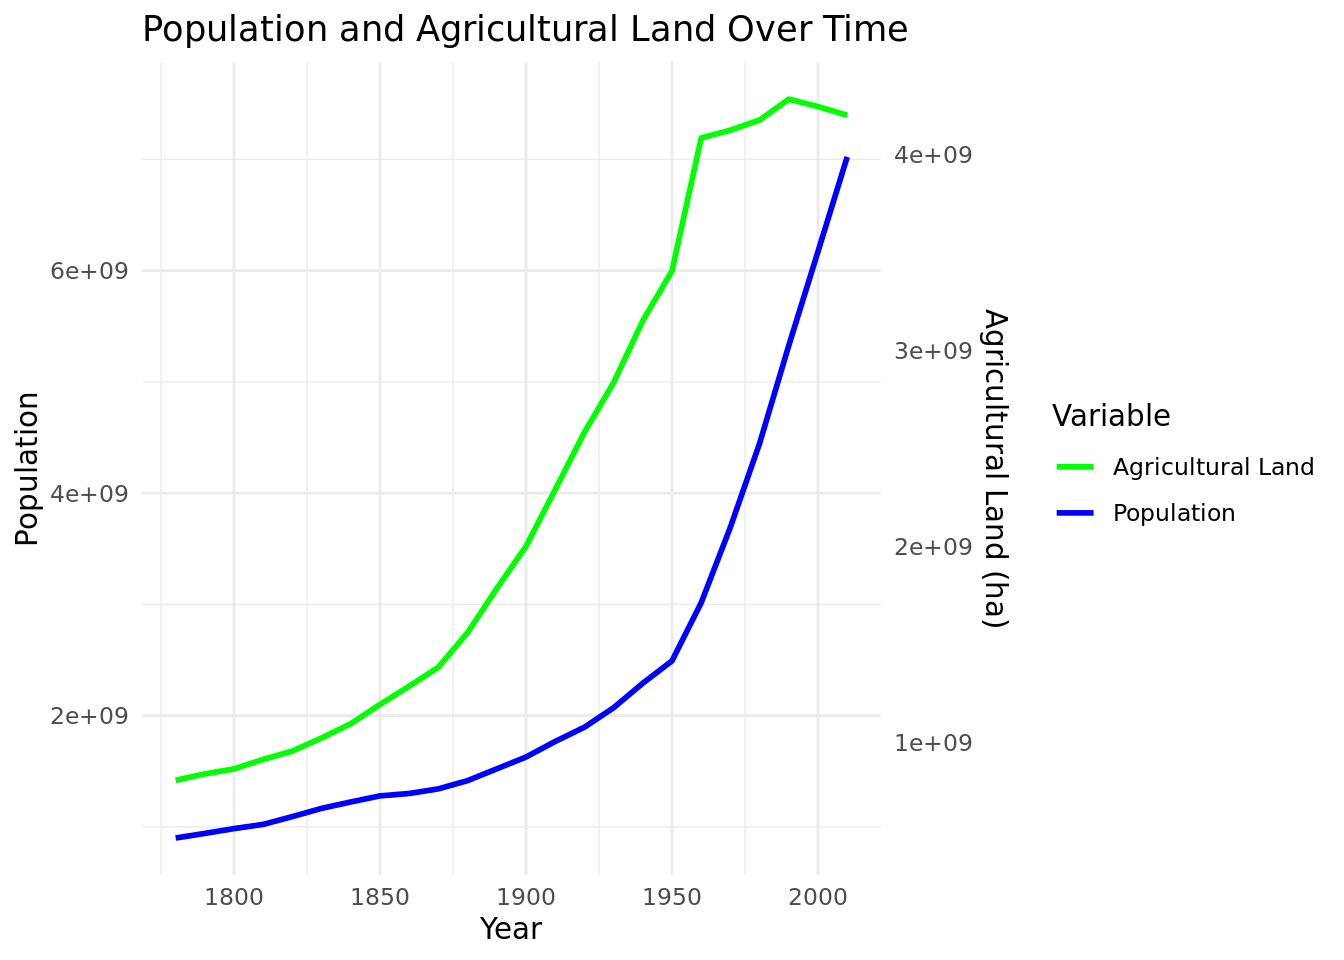 Population and Agricultural Land Over Time
Population
6e+09
4e+09
2e+09
4e+09
3e+09
2e+09
1e+09
Agricultural Land (ha)
1800 1850 1900 1950 2000
Year
Variable
Agricultural Land
Population